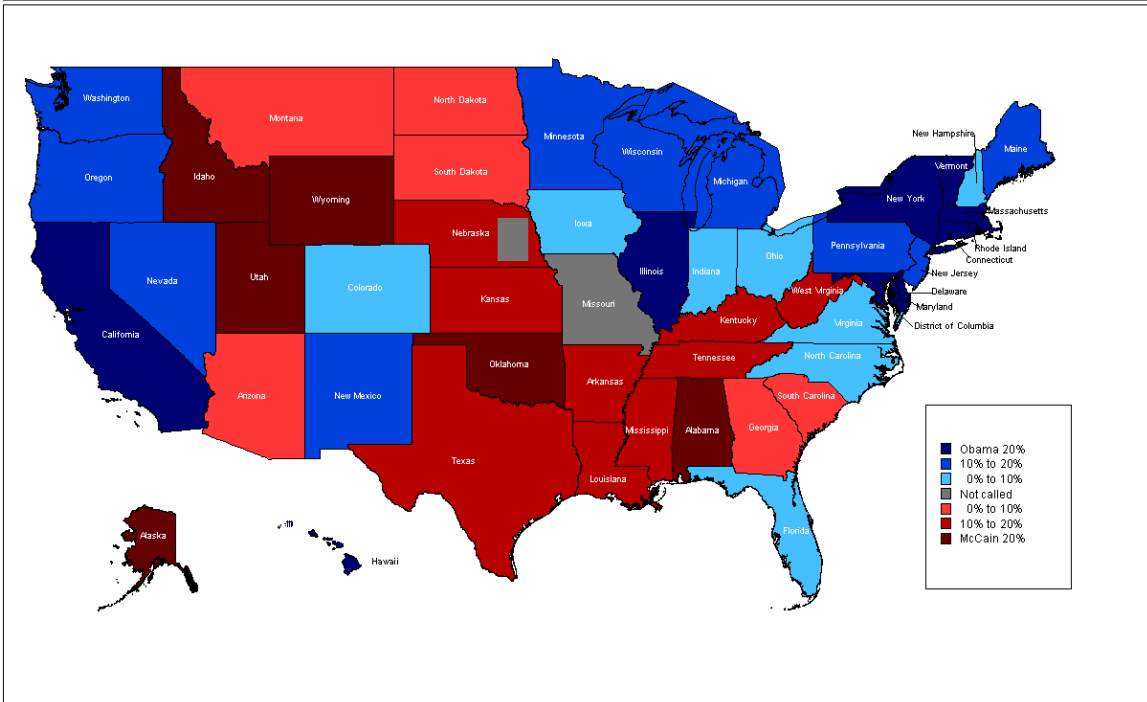 New Hampshire
Washington
Montana
North Dakota
Minnesota
Maine
Vermont
Wisconsin
Oregon
Idaho
South Dakota
Michigan
New York
Wyoming
Massachusetts
Iowa
Nebraska
Pennsylvania
Rhode Island
Connecticut
Ohio
Nevada
Utah
Illinois
Indiana
New Jersey
Colorado
Kansas
Missouri
West Virginia
Delaware
Maryland
Kentucky
Virginia
District of Columbia
California
Tennessee
North Carolina
Oklahoma
Arkansas
Arizona
New Mexico
South Carolina
Mississippi
Alabama
Georgia
Texas
Louisiana
Florida
Alaska
Hawaii
Obama 20%
10% to 20%
0% to 10%
Not called
0% to 10%
10% to 20%
McCain 20%